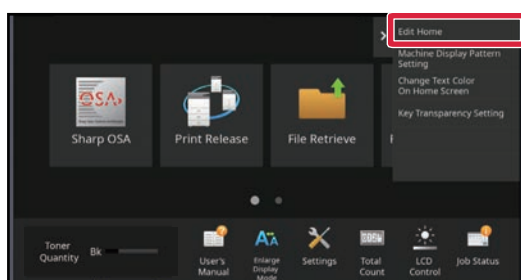 Edit Home
Machine Display Pattern
Setting
Change Text Color
On Home Screen
Key Transparency Setting
SSA
Sharp OSA
Print Release
File Retrieve
Toner
Quantity
Bk
User's
Manual
Enlarge
Display
Mode
Settings
Total
Count
LCD
Control
Job Status